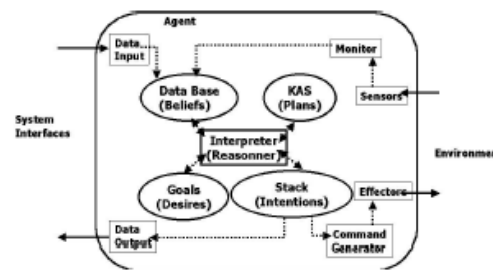 Agent
Data
Input
Monitor
Data Base
(Beliefs)
KAS
(Plans)
Sensors
System
Interfaces
Interpreter
(Reasonner)
Environment
Goals
(Desires)
Stack
(Intentions)
Effectors
Data
Output
Command
Generator